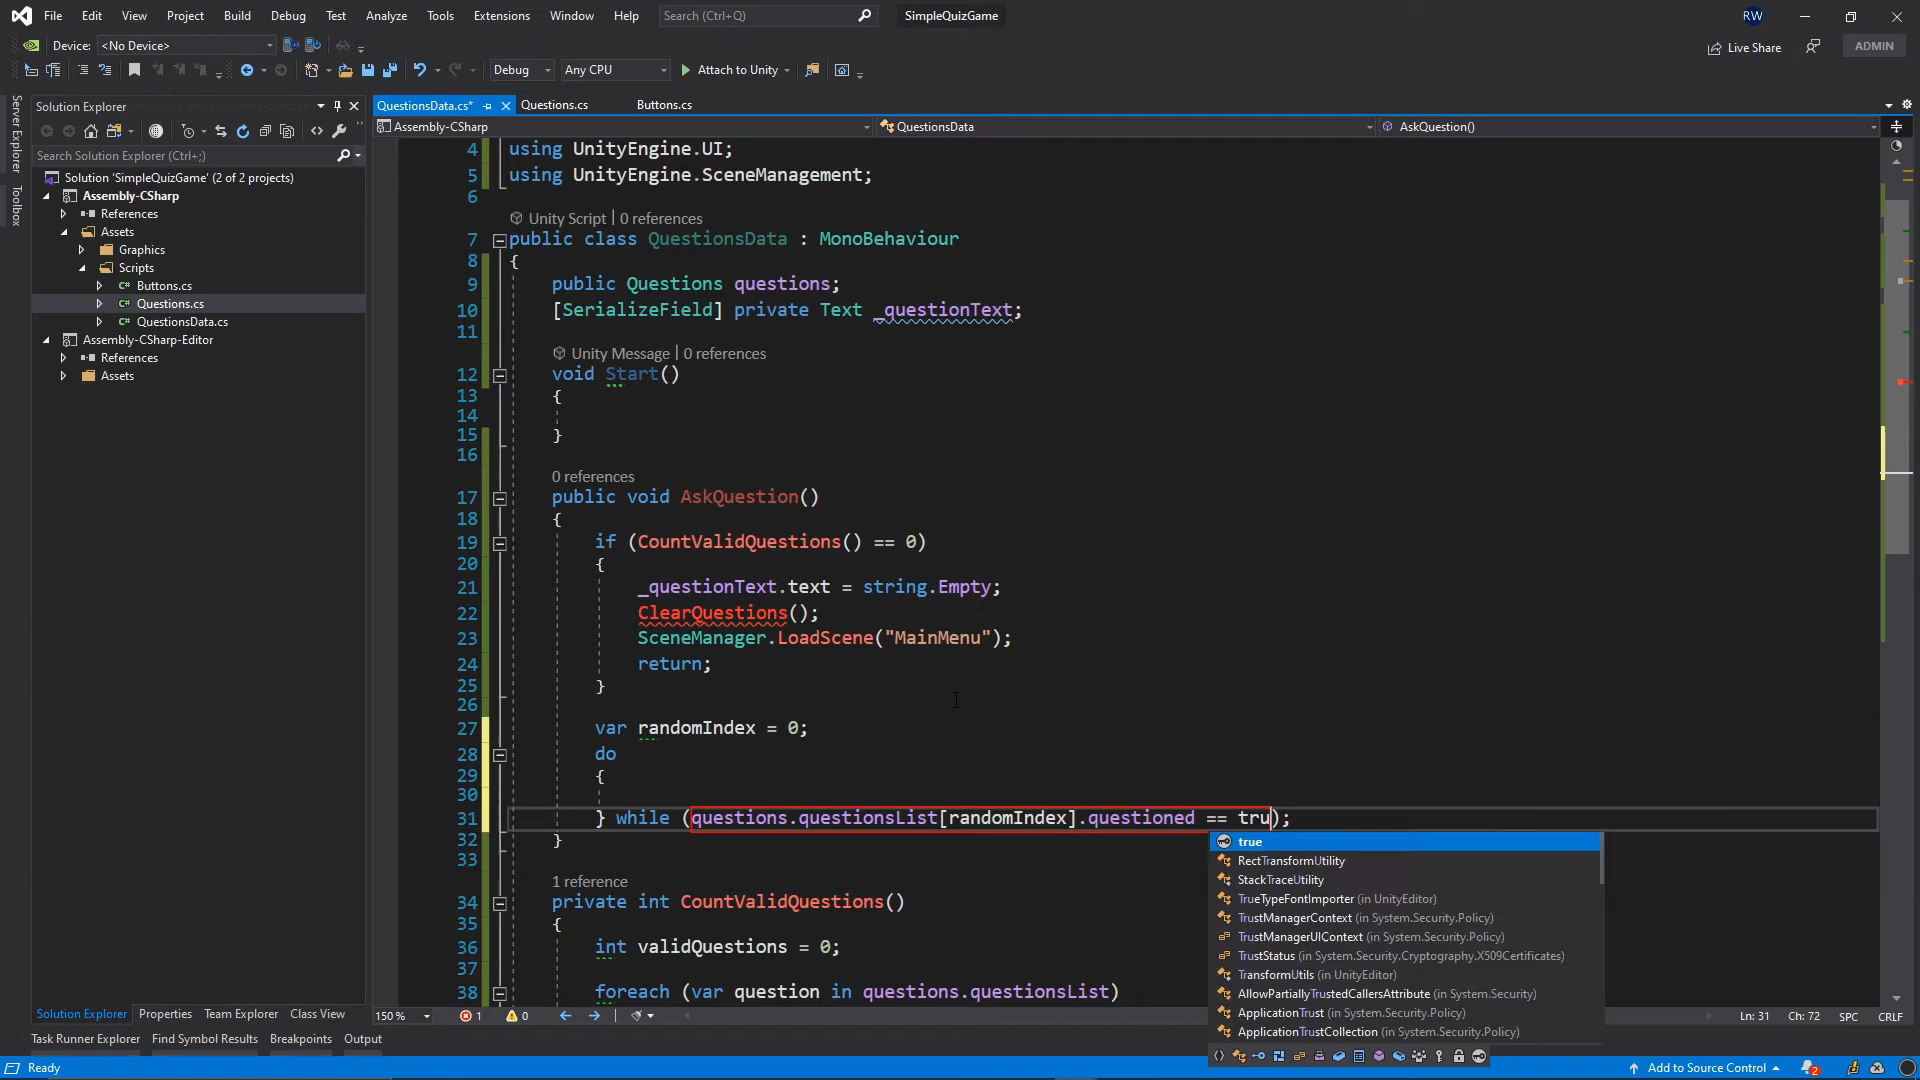 File Edit View Project Build Debug Test Analyze Tools Extensions Window Help Search (Ctrl+Q) SimpleQuizGame RW
Device: <No Device> Live Share ADMIN
Debug Any CPU Attach to Unity
Server Explorer
Toolbox
Solution Explorer
Search Solution Explorer (Ctrl+;)
Solution 'SimpleQuizGame' (2 of 2 projects)
Assembly-CSharp
References
Assets
Graphics
Scripts
C# Buttons.cs
C# Questions.cs
C# QuestionsData.cs
Assembly-CSharp-Editor
References
Assets
QuestionsData.cs* Questions.cs Buttons.cs
Assembly-CSharp QuestionsData AskQuestion()
4 using UnityEngine.UI;
5 using UnityEngine.SceneManagement;
6
Unity Script | 0 references
7 public class QuestionsData : MonoBehaviour
8 {
9 public Questions questions;
10 [SerializeField] private Text _questionText;
11
Unity Message | 0 references
12 void Start()
13 {
14
15 }
16
0 references
17 public void AskQuestion()
18 {
19 if (CountValidQuestions() == 0)
20 {
21 _questionText.text = string.Empty;
22 ClearQuestions();
23 SceneManager.LoadScene("MainMenu");
24 return;
25 }
26
27 var randomIndex = 0;
28 do
29 {
30
31 } while (questions.questionsList[randomIndex].questioned == tru);
32 }
33
1 reference
34 private int CountValidQuestions()
35 {
36 int validQuestions = 0;
37
38 foreach (var question in questions.questionsList)
true
RectTransformUtility
StackTraceUtility
TrueTypeFontImporter (in UnityEditor)
TrustManagerContext (in System.Security.Policy)
TrustManagerUIContext (in System.Security.Policy)
TrustStatus (in System.Security.Cryptography.X509Certificates)
TransformUtils (in UnityEditor)
AllowPartiallyTrustedCallersAttribute (in System.Security)
ApplicationTrust (in System.Security.Policy)
ApplicationTrustCollection (in System.Security.Policy)
Solution Explorer Properties Team Explorer Class View
150 % 1 0 Ln: 31 Ch: 72 SPC CRLF
Task Runner Explorer Find Symbol Results Breakpoints Output
Ready Add to Source Control 2